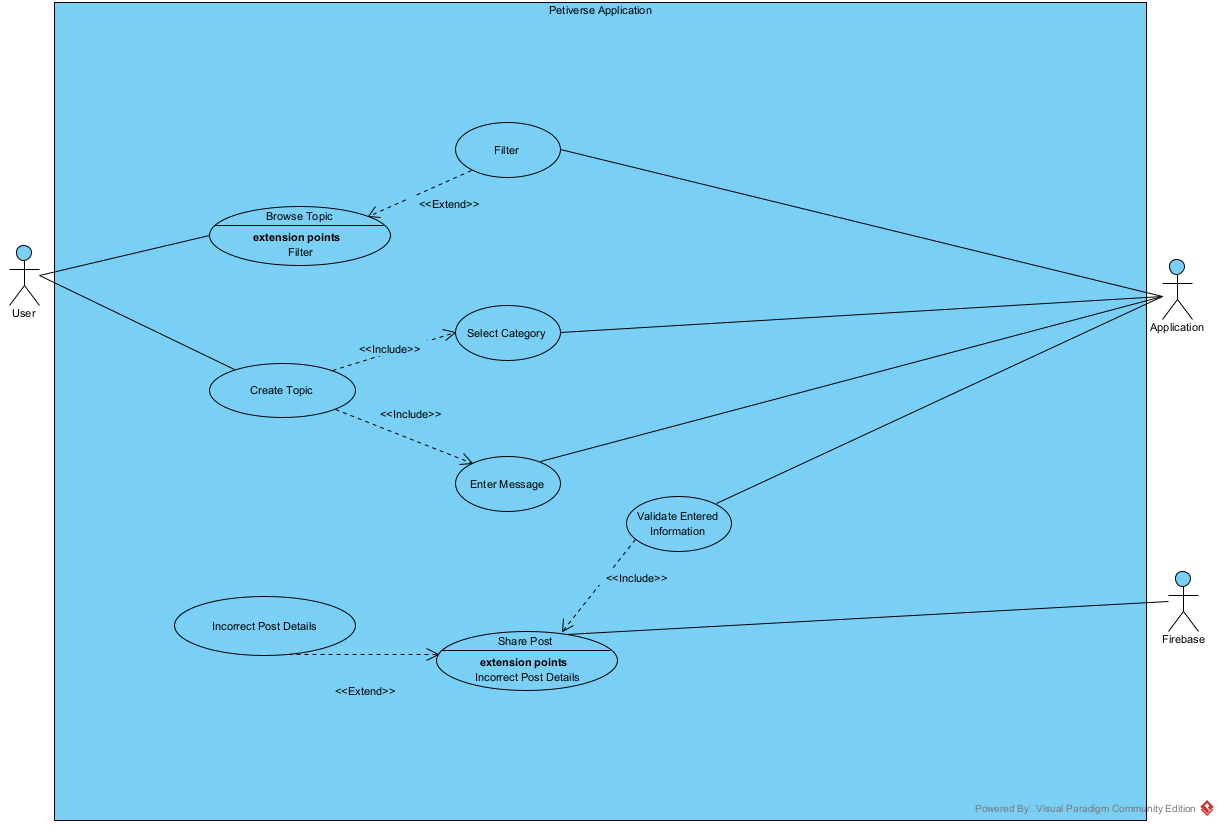 Petiverse Application
Filter
<<Extend>>
Browse Topic
extension points
Filter
User
Application
Select Category
<<Include>>
Create Topic
<<Include>>
Enter Message
Validate Entered
Information
<<Include>>
Incorrect Post Details
Share Post
extension points
Incorrect Post Details
Firebase
<<Extend>>
Powered By Visual Paradigm Community Edition